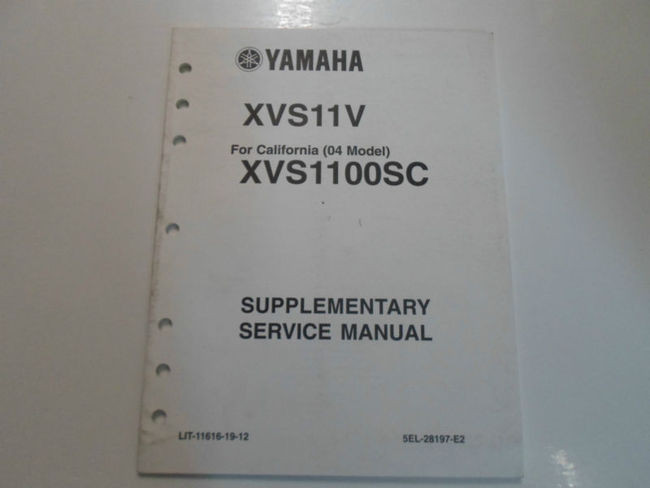 YAMAHA
XVS11V
For California (04 Model)
XVS1100SC
SUPPLEMENTARY
SERVICE MANUAL
LIT-11616-19-12 5EL-28197-E2